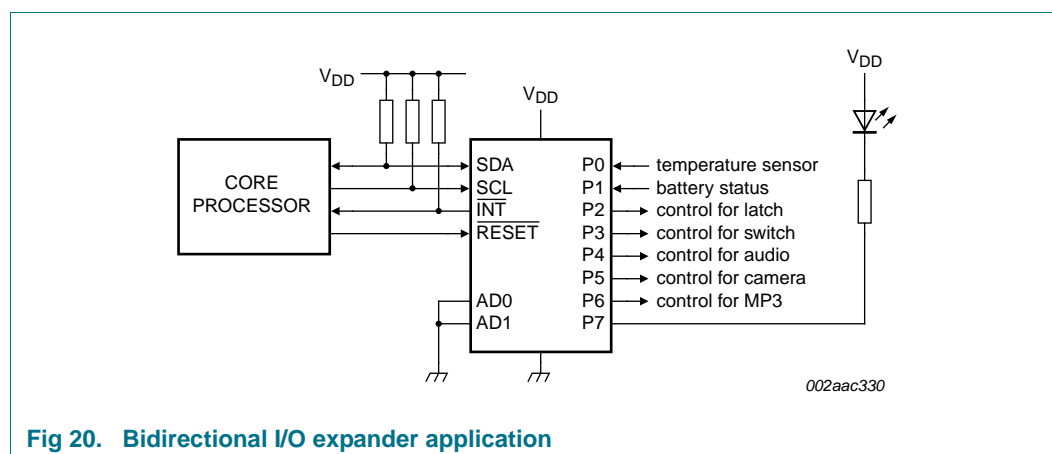 VDD
VDD
VDD
CORE
PROCESSOR
SDA
SCL
INT
RESET
AD0
AD1
P0
P1
P2
P3
P4
P5
P6
P7
temperature sensor
battery status
control for latch
control for switch
control for audio
control for camera
control for MP3
002aac330
Fig 20. Bidirectional I/O expander application